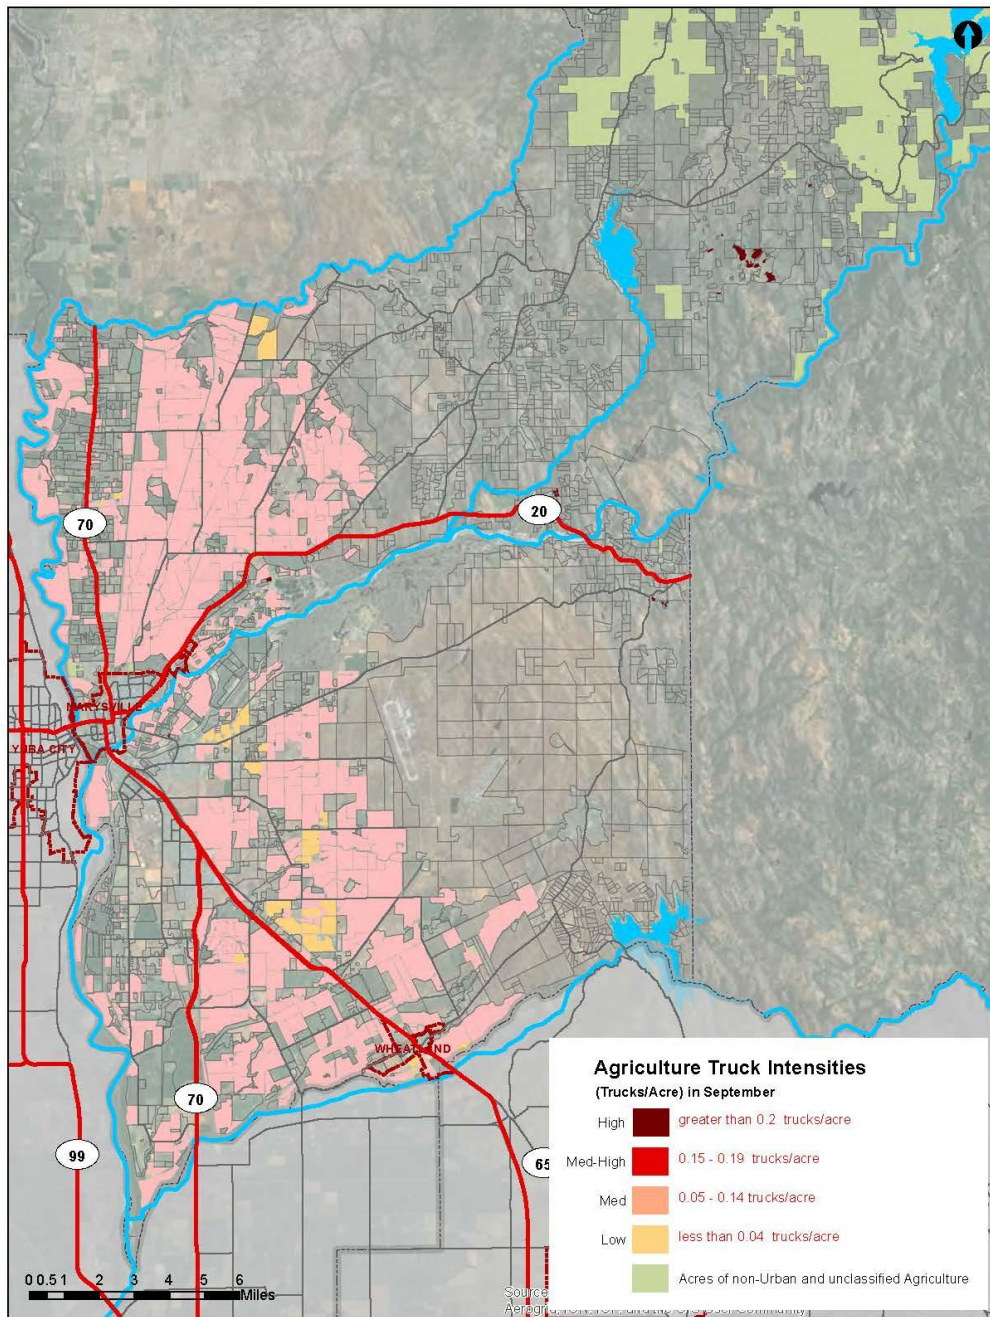 70
20
MARYSVILLE
YUBA CITY
WHEATLAND
70
99
65
0 0.5 1 2 3 4 5 6
Miles
Agriculture Truck Intensities
(Trucks/Acre) in September
High greater than 0.2 trucks/acre
Med-High 0.15 - 0.19 trucks/acre
Med 0.05 - 0.14 trucks/acre
Low less than 0.04 trucks/acre
Acres of non-Urban and unclassified Agriculture
Source
Community